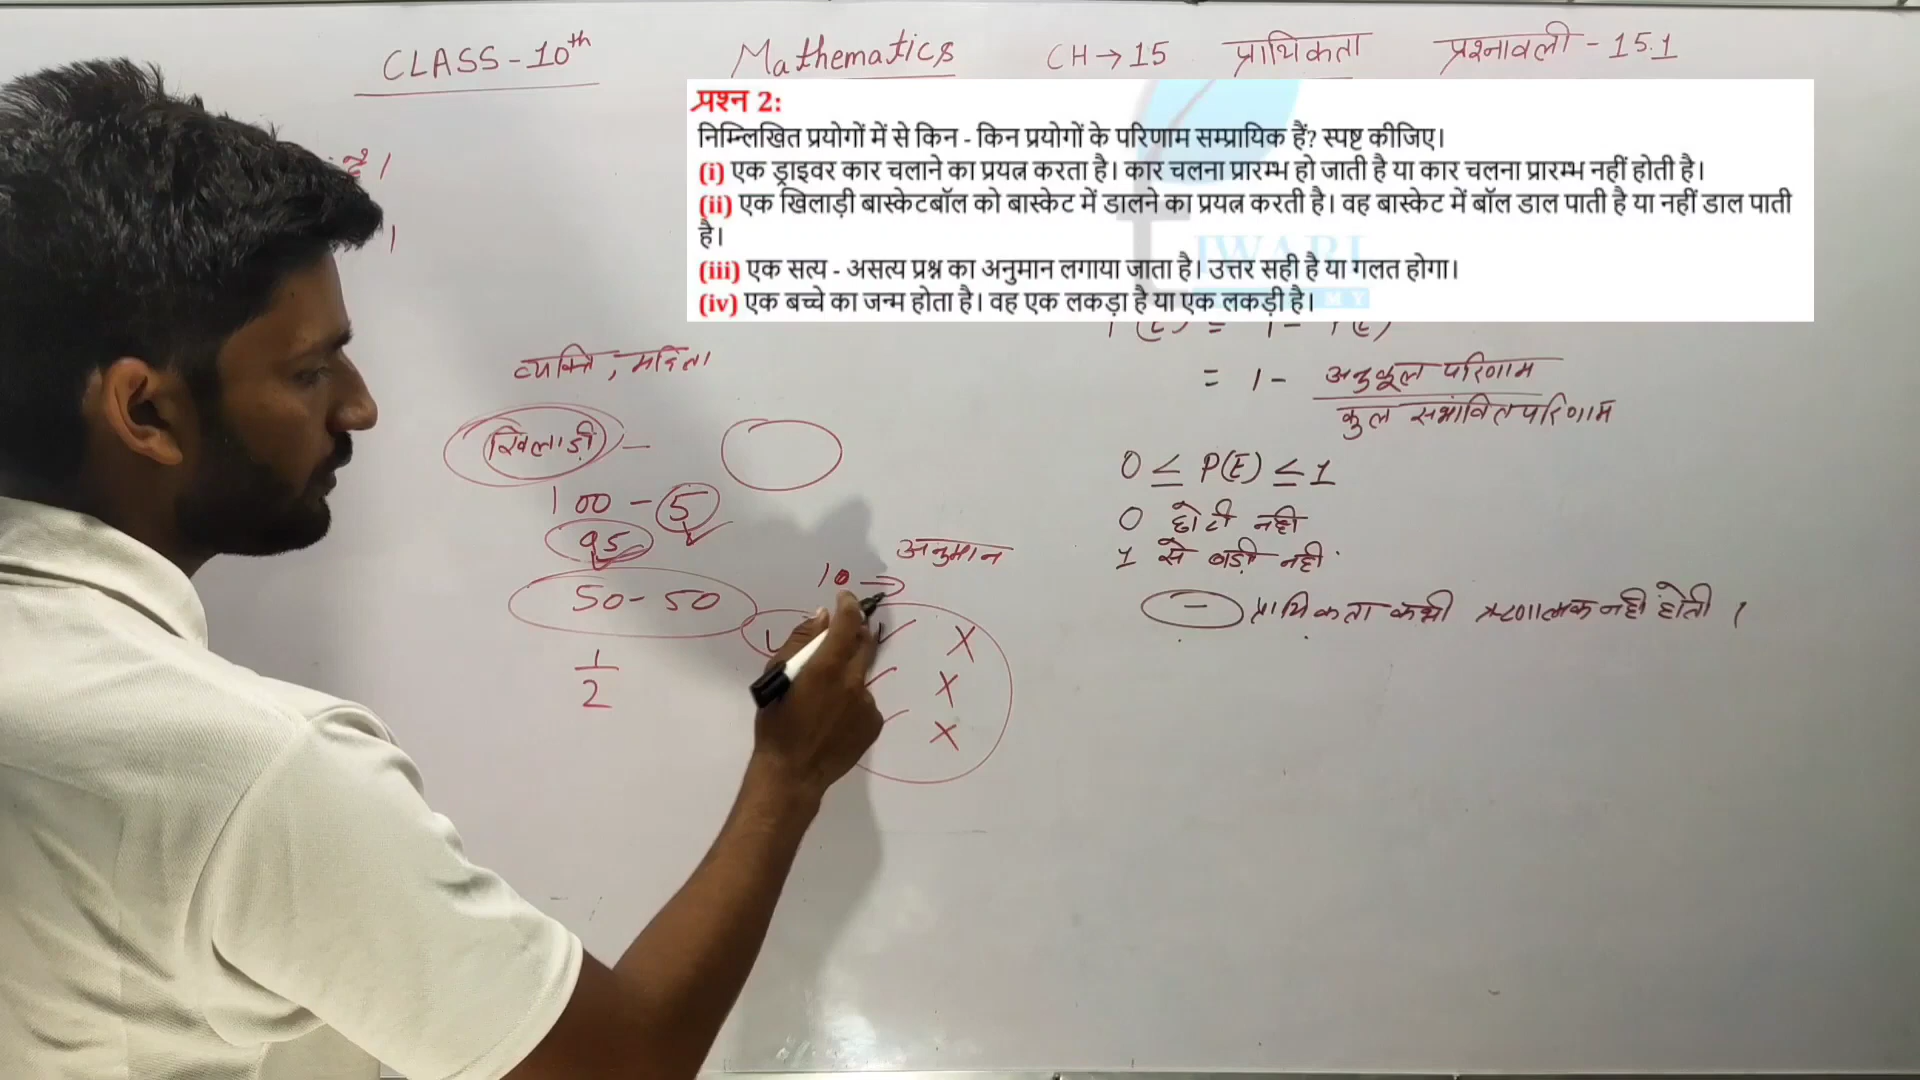 CLASS - 10th Mathematics CH → 15 प्रायिकता प्रश्नावली - 15.1
प्रश्न 2:
निम्न्लिखित प्रयोगों में से किन - किन प्रयोगों के परिणाम सम्प्रायिक हैं? स्पष्ट कीजिए।
(i) एक ड्राइवर कार चलाने का प्रयत्न करता है। कार चलना प्रारम्भ हो जाती है या कार चलना प्रारम्भ नहीं होती है।
(ii) एक खिलाड़ी बास्केटबॉल को बास्केट में डालने का प्रयत्न करती है। वह बास्केट में बॉल डाल पाती है या नहीं डाल पाती
है।
(iii) एक सत्य - असत्य प्रश्न का अनुमान लगाया जाता है। उत्तर सही है या गलत होगा।
(iv) एक बच्चे का जन्म होता है। वह एक लकड़ा है या एक लकड़ी है।
व्यक्ति, महिला
खिलाड़ी -
100 - 5
95
50 - 50
1
2
अनुमान
10 →
= 1 - अनुकूल परिणाम
कुल सभांवित परिणाम
0 ≤ P(E) ≤ 1
0 छोटी नही
1 से बड़ी नही
- प्रायिकता कभी ऋणात्मक नही होती ।